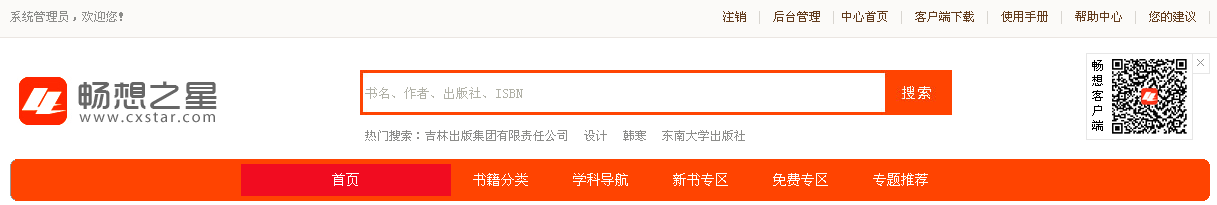 系统管理员，欢迎您！
注销 后台管理 中心首页 客户端下载 使用手册 帮助中心 您的建议
畅想之星
www.cxstar.com
书名、作者、出版社、ISBN
搜索
热门搜索：吉林出版集团有限责任公司 设计 韩寒 东南大学出版社
畅想客户端
首页 书籍分类 学科导航 新书专区 免费专区 专题推荐